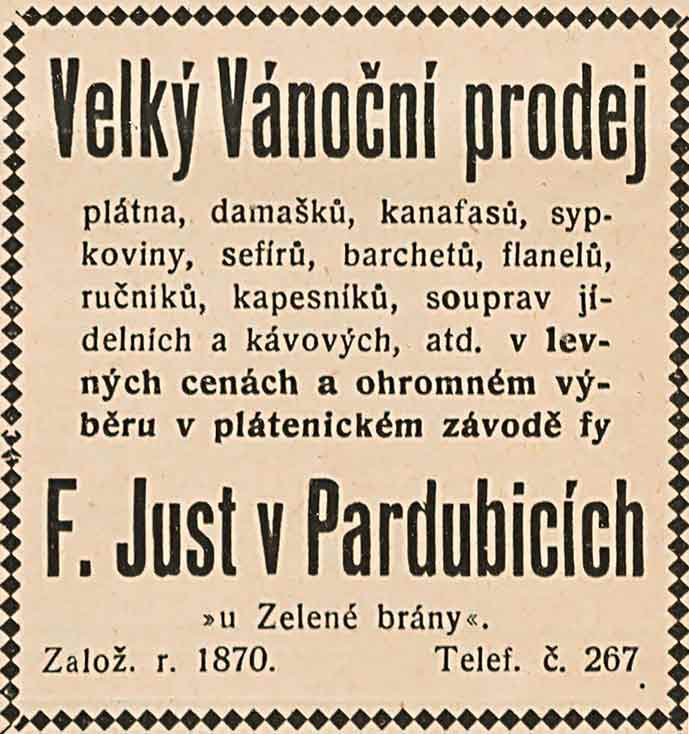 Velký Vánoční prodej
plátna, damašků, kanafasů, syp-
koviny, sefírů, barchetů, flanelů,
ručníků, kapesníků, souprav jí-
delních a kávových, atd. v lev-
ných cenách a ohromném vý-
běru v plátenickém závodě fy
F. Just v Pardubicích
»u Zelené brány«.
Založ. r. 1870. Telef. č. 267